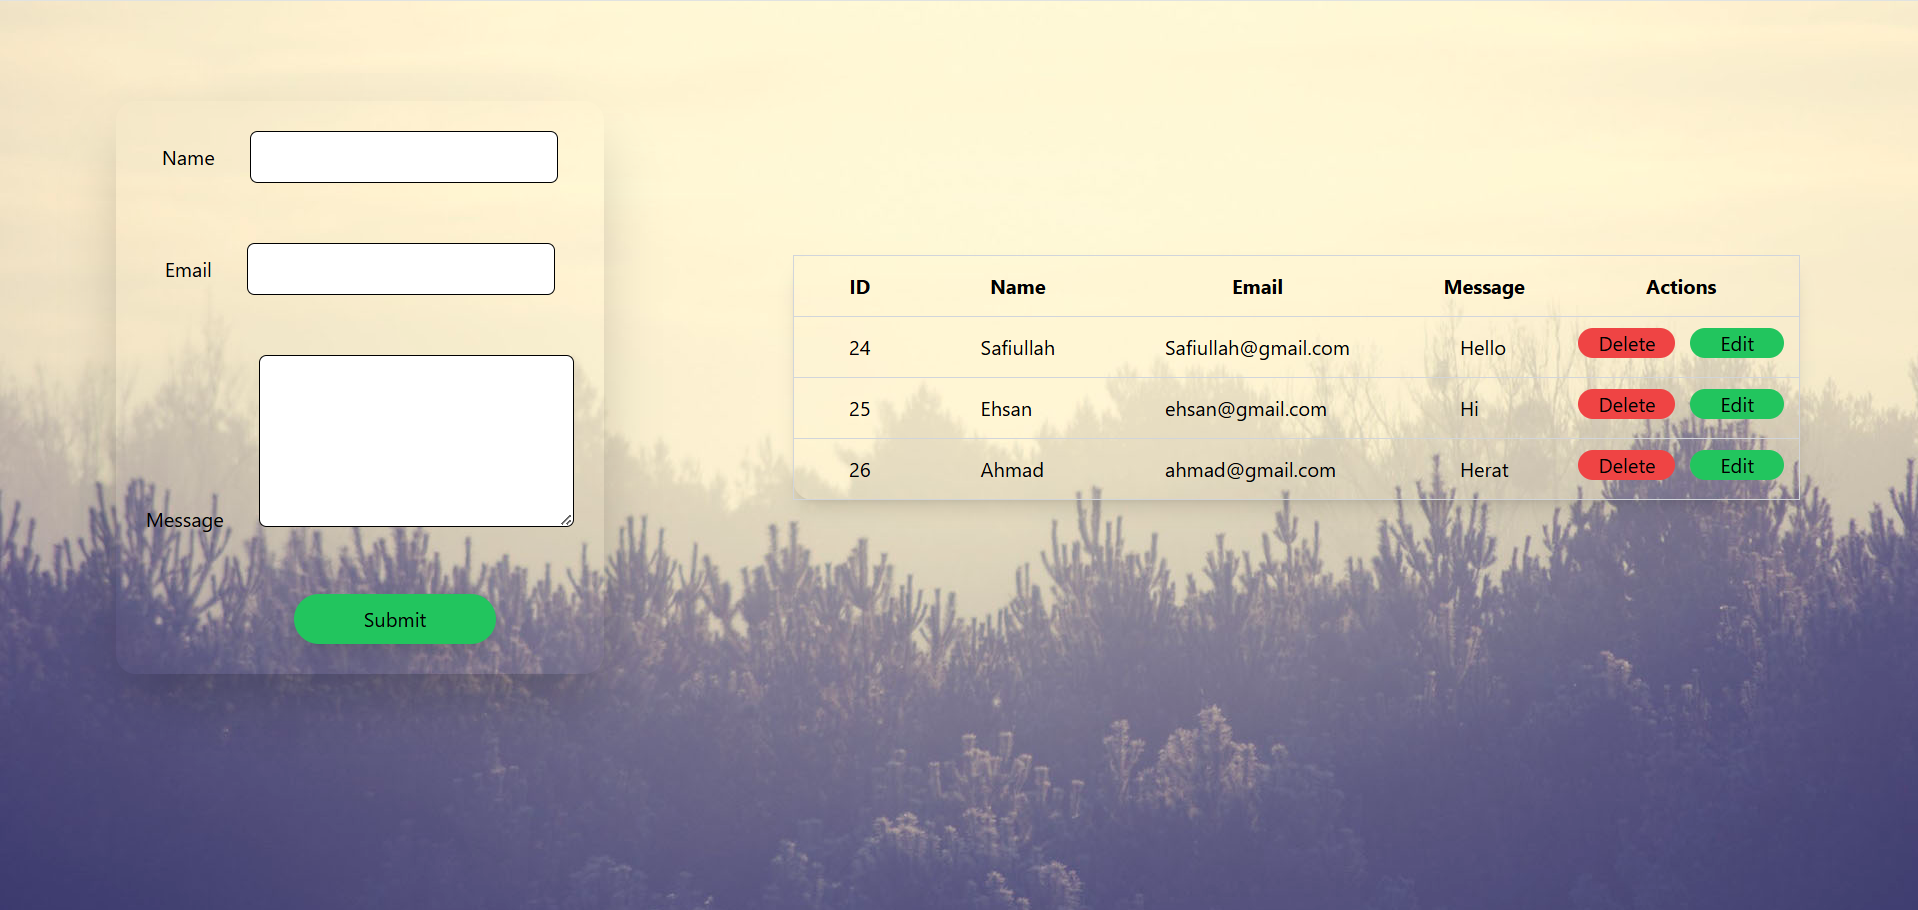 Name
Email
Message
Submit
ID Name Email Message Actions
24 Safiullah Safiullah@gmail.com Hello Delete Edit
25 Ehsan ehsan@gmail.com Hi Delete Edit
26 Ahmad ahmad@gmail.com Herat Delete Edit